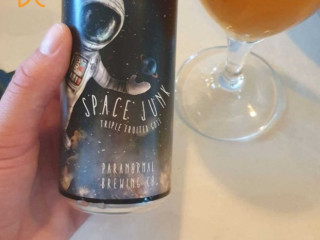 SPACE JUNK
TRIPLE FRUITED GOSE
PARANORMAL
BREWING CO.